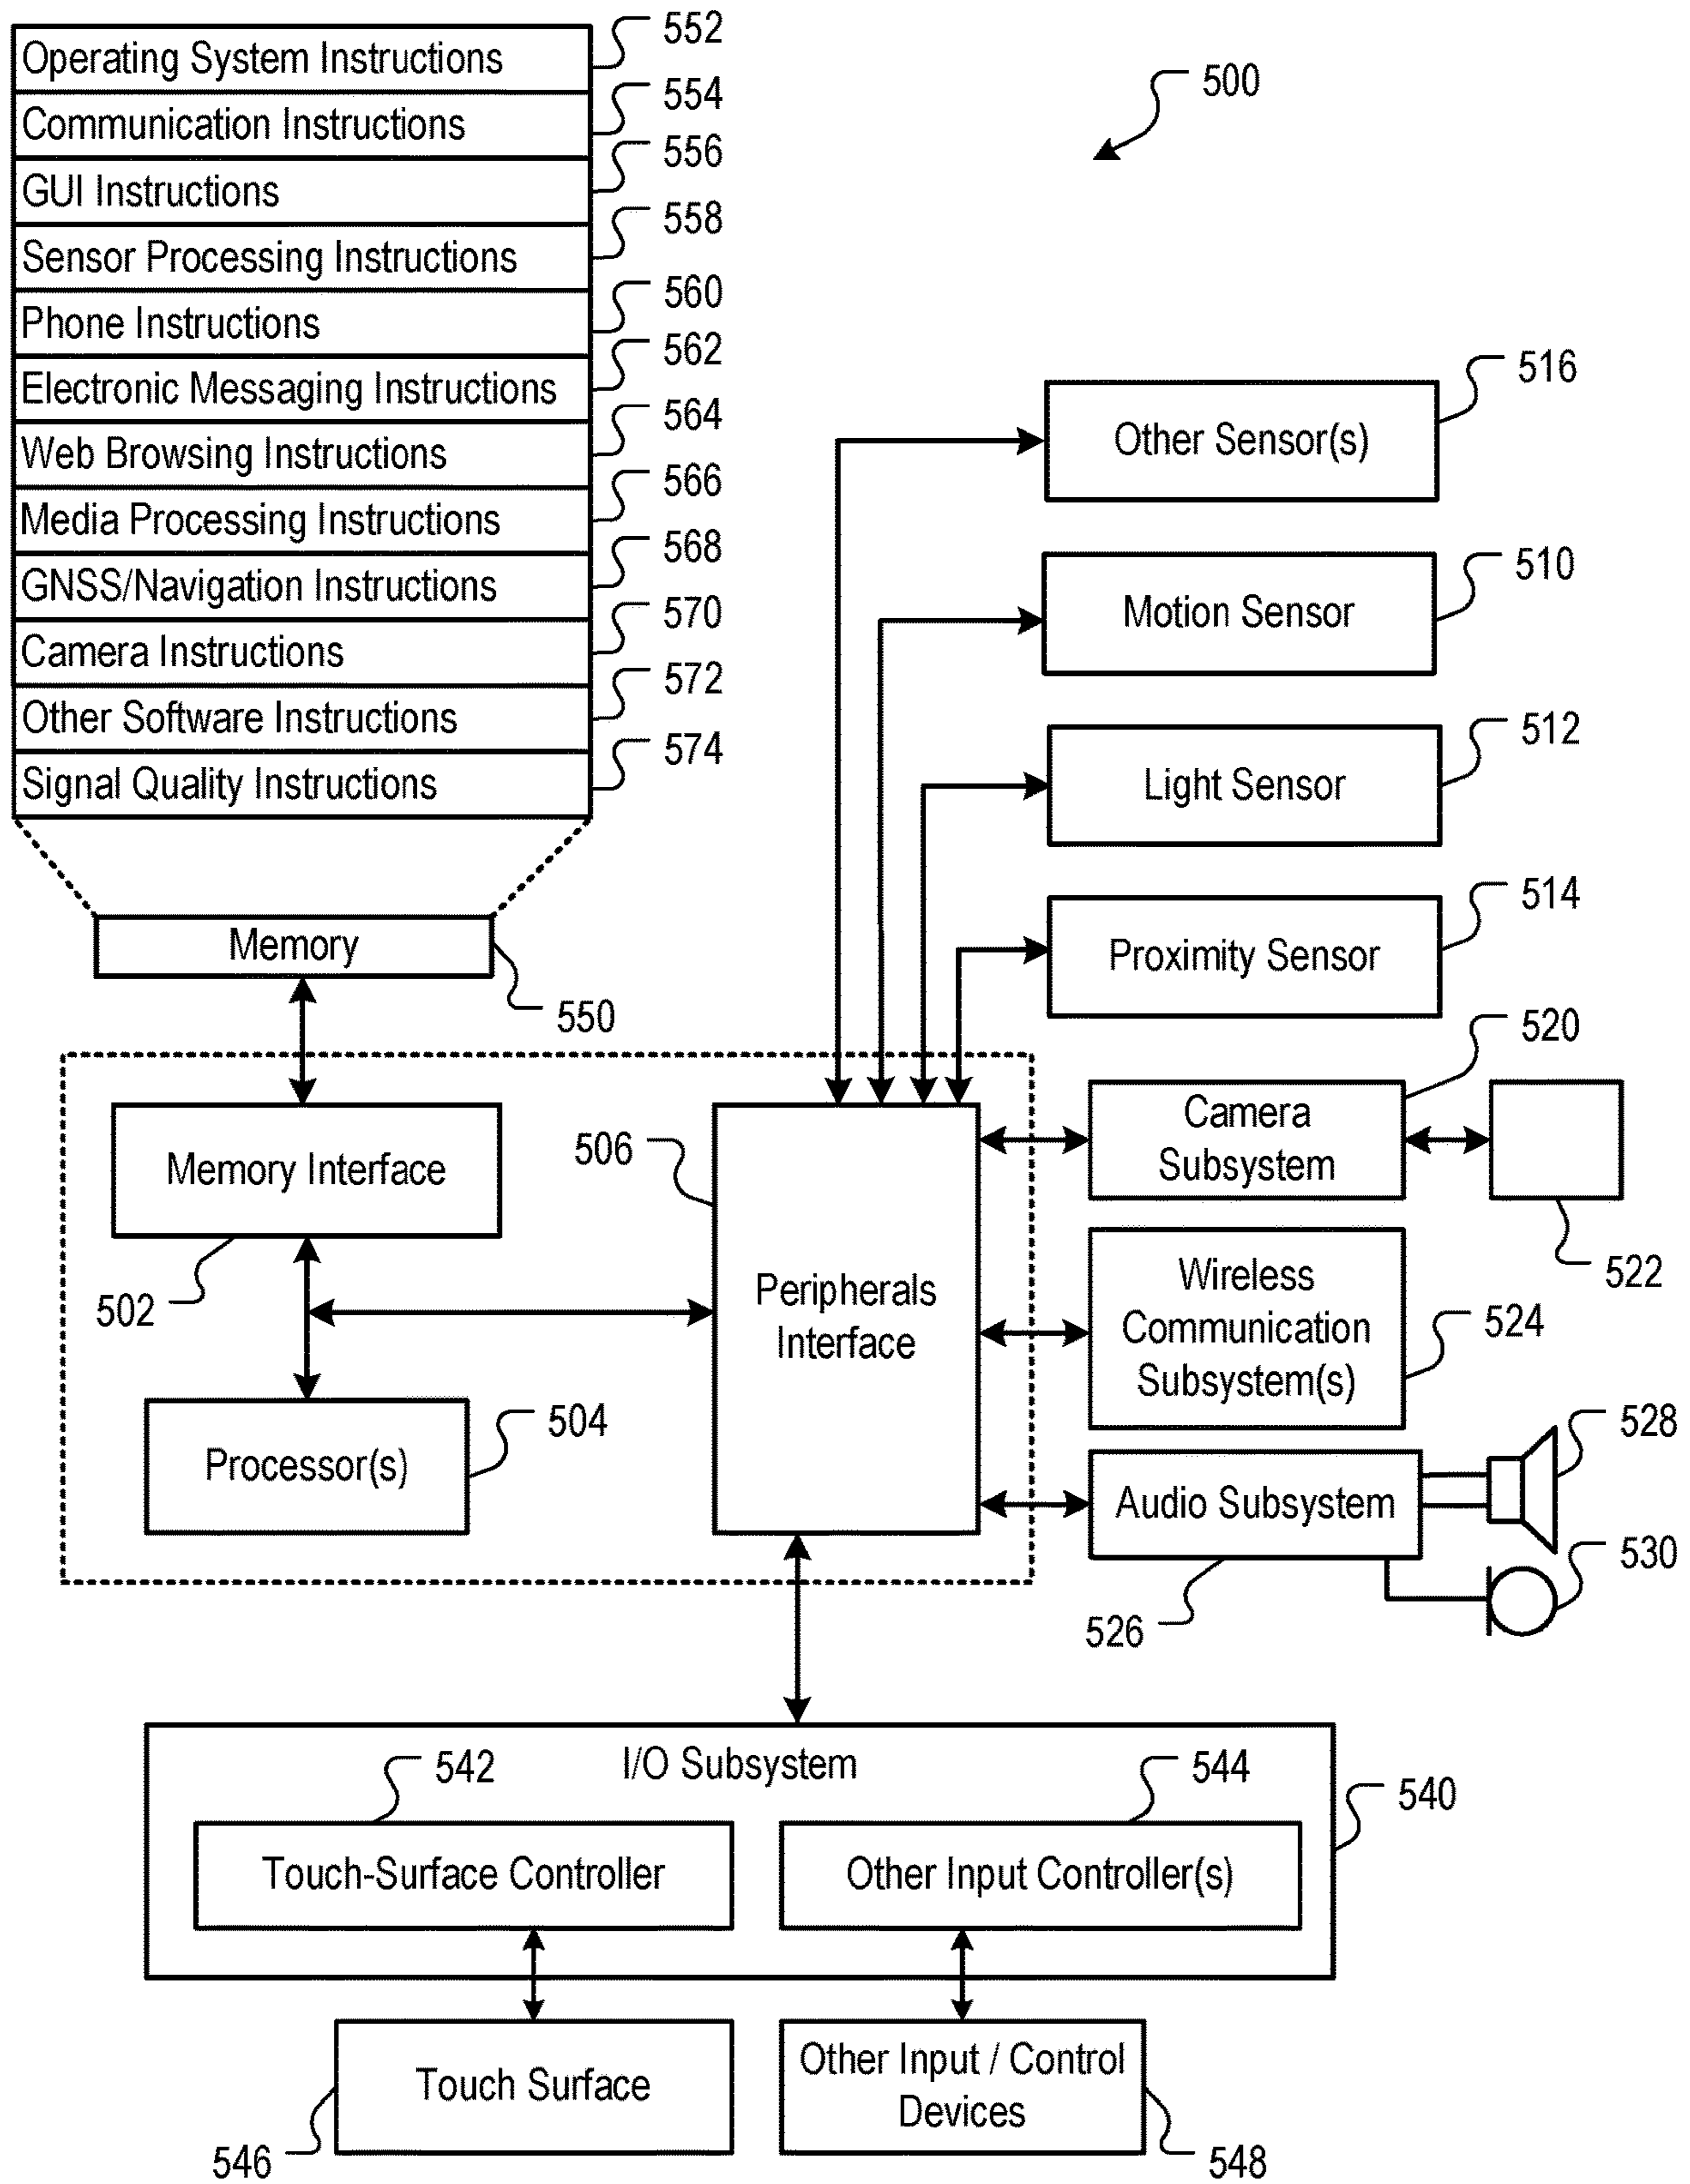 Operating System Instructions 552
Communication Instructions 554
GUI Instructions 556
Sensor Processing Instructions 558
Phone Instructions 560
Electronic Messaging Instructions 562
Web Browsing Instructions 564
Media Processing Instructions 566
GNSS/Navigation Instructions 568
Camera Instructions 570
Other Software Instructions 572
Signal Quality Instructions 574
500
Memory
550
Other Sensor(s)
516
Motion Sensor
510
Light Sensor
512
Proximity Sensor
514
Memory Interface
502
Processor(s)
504
506
Peripherals
Interface
Camera
Subsystem
520
522
Wireless
Communication
Subsystem(s)
524
Audio Subsystem
526
528
530
I/O Subsystem
540
542
Touch-Surface Controller
544
Other Input Controller(s)
Touch Surface
546
Other Input / Control
Devices
548